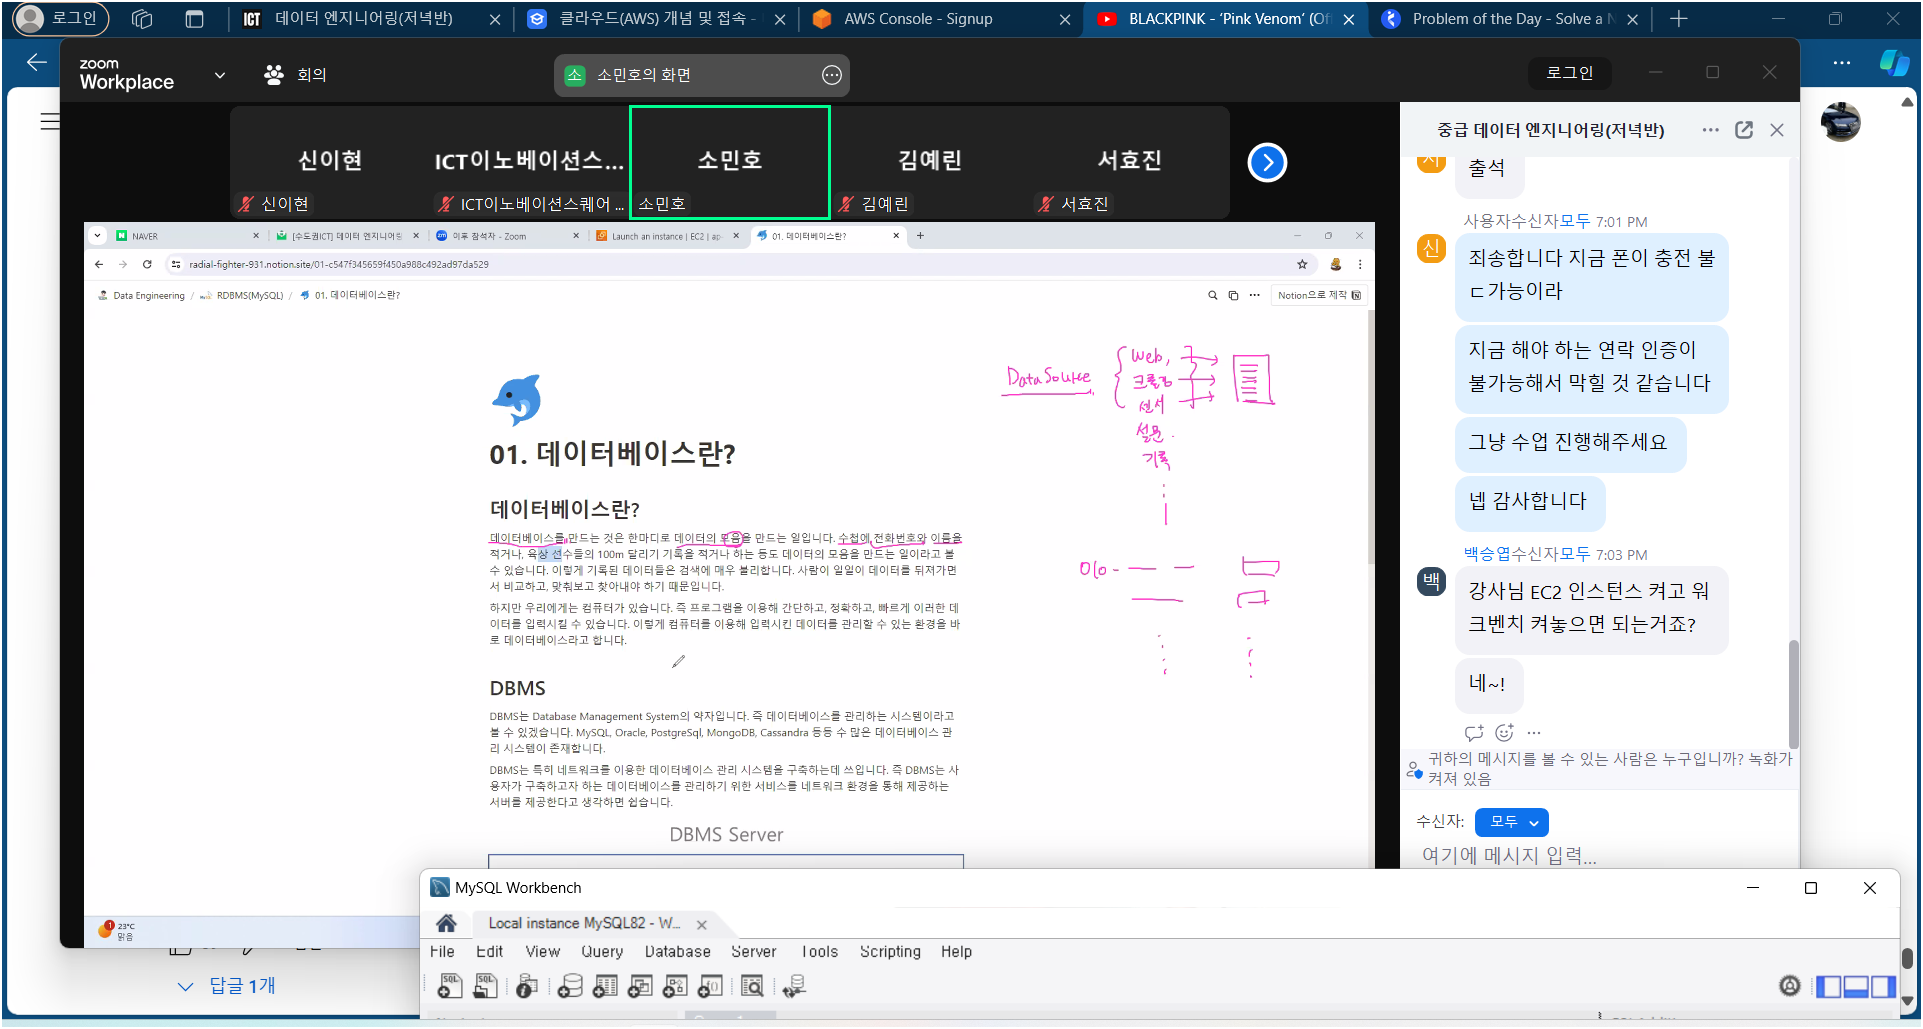 로그인
ICT 데이터 엔지니어링(저녁반)
클라우드(AWS) 개념 및 접속 -
AWS Console - Signup
BLACKPINK - ‘Pink Venom’ (Of
Problem of the Day - Solve a N
zoom
Workplace
회의
소 소민호의 화면
로그인
신이현
ICT이노베이션스...
소민호
김예린
서효진
신이현
ICT이노베이션스퀘어 ...
소민호
김예린
서효진
NAVER
[수도권ICT] 데이터 엔지니어링
이후 참석자 - Zoom
Launch an instance | EC2 | ap-
01. 데이터베이스란?
radial-fighter-931.notion.site/01-c547f345659f450a988c492ad97da529
Data Engineering / RDBMS(MySQL) / 01. 데이터베이스란?
Notion으로 제작
DataSource
Web,
크롤링
센서
설문
기록
01. 데이터베이스란?
데이터베이스란?
데이터베이스를 만드는 것은 한마디로 데이터의 모음을 만드는 일입니다. 수첩에 전화번호와 이름을
적거나, 육상 선수들의 100m 달리기 기록을 적거나 하는 등도 데이터의 모음을 만드는 일이라고 볼
수 있습니다. 이렇게 기록된 데이터들은 검색에 매우 불리합니다. 사람이 일일이 데이터를 뒤져가면
서 비교하고, 맞춰보고 찾아내야 하기 때문입니다.
하지만 우리에게는 컴퓨터가 있습니다. 즉 프로그램을 이용해 간단하고, 정확하고, 빠르게 이러한 데
이터를 입력시킬 수 있습니다. 이렇게 컴퓨터를 이용해 입력시킨 데이터를 관리할 수 있는 환경을 바
로 데이터베이스라고 합니다.
DBMS
DBMS는 Database Management System의 약자입니다. 즉 데이터베이스를 관리하는 시스템이라고
볼 수 있겠습니다. MySQL, Oracle, PostgreSql, MongoDB, Cassandra 등등 수 많은 데이터베이스 관
리 시스템이 존재합니다.
DBMS는 특히 네트워크를 이용한 데이터베이스 관리 시스템을 구축하는데 쓰입니다. 즉 DBMS는 사
용자가 구축하고자 하는 데이터베이스를 관리하기 위한 서비스를 네트워크 환경을 통해 제공하는
서버를 제공한다고 생각하면 쉽습니다.
DBMS Server
23°C
맑음
답글 1개
중급 데이터 엔지니어링(저녁반)
출석
사용자수신자모두 7:01 PM
신
죄송합니다 지금 폰이 충전 불
ㄷ가능이라
지금 해야 하는 연락 인증이
불가능해서 막힐 것 같습니다
그냥 수업 진행해주세요
넵 감사합니다
백승엽수신자모두 7:03 PM
백
강사님 EC2 인스턴스 켜고 워
크벤치 켜놓으면 되는거죠?
네~!
귀하의 메시지를 볼 수 있는 사람은 누구입니까? 녹화가
켜져 있음
수신자: 모두
여기에 메시지 입력...
MySQL Workbench
Local instance MySQL82 - W...
File Edit View Query Database Server Tools Scripting Help